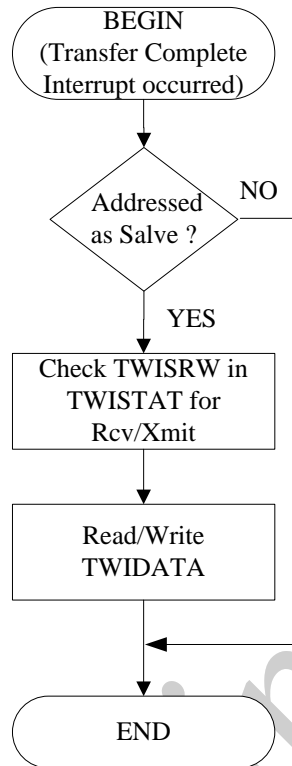 BEGIN
(Transfer Complete
Interrupt occurred)
Addressed
as Salve ?
NO
YES
Check TWISRW in
TWISTAT for
Rcv/Xmit
Read/Write
TWIDATA
END